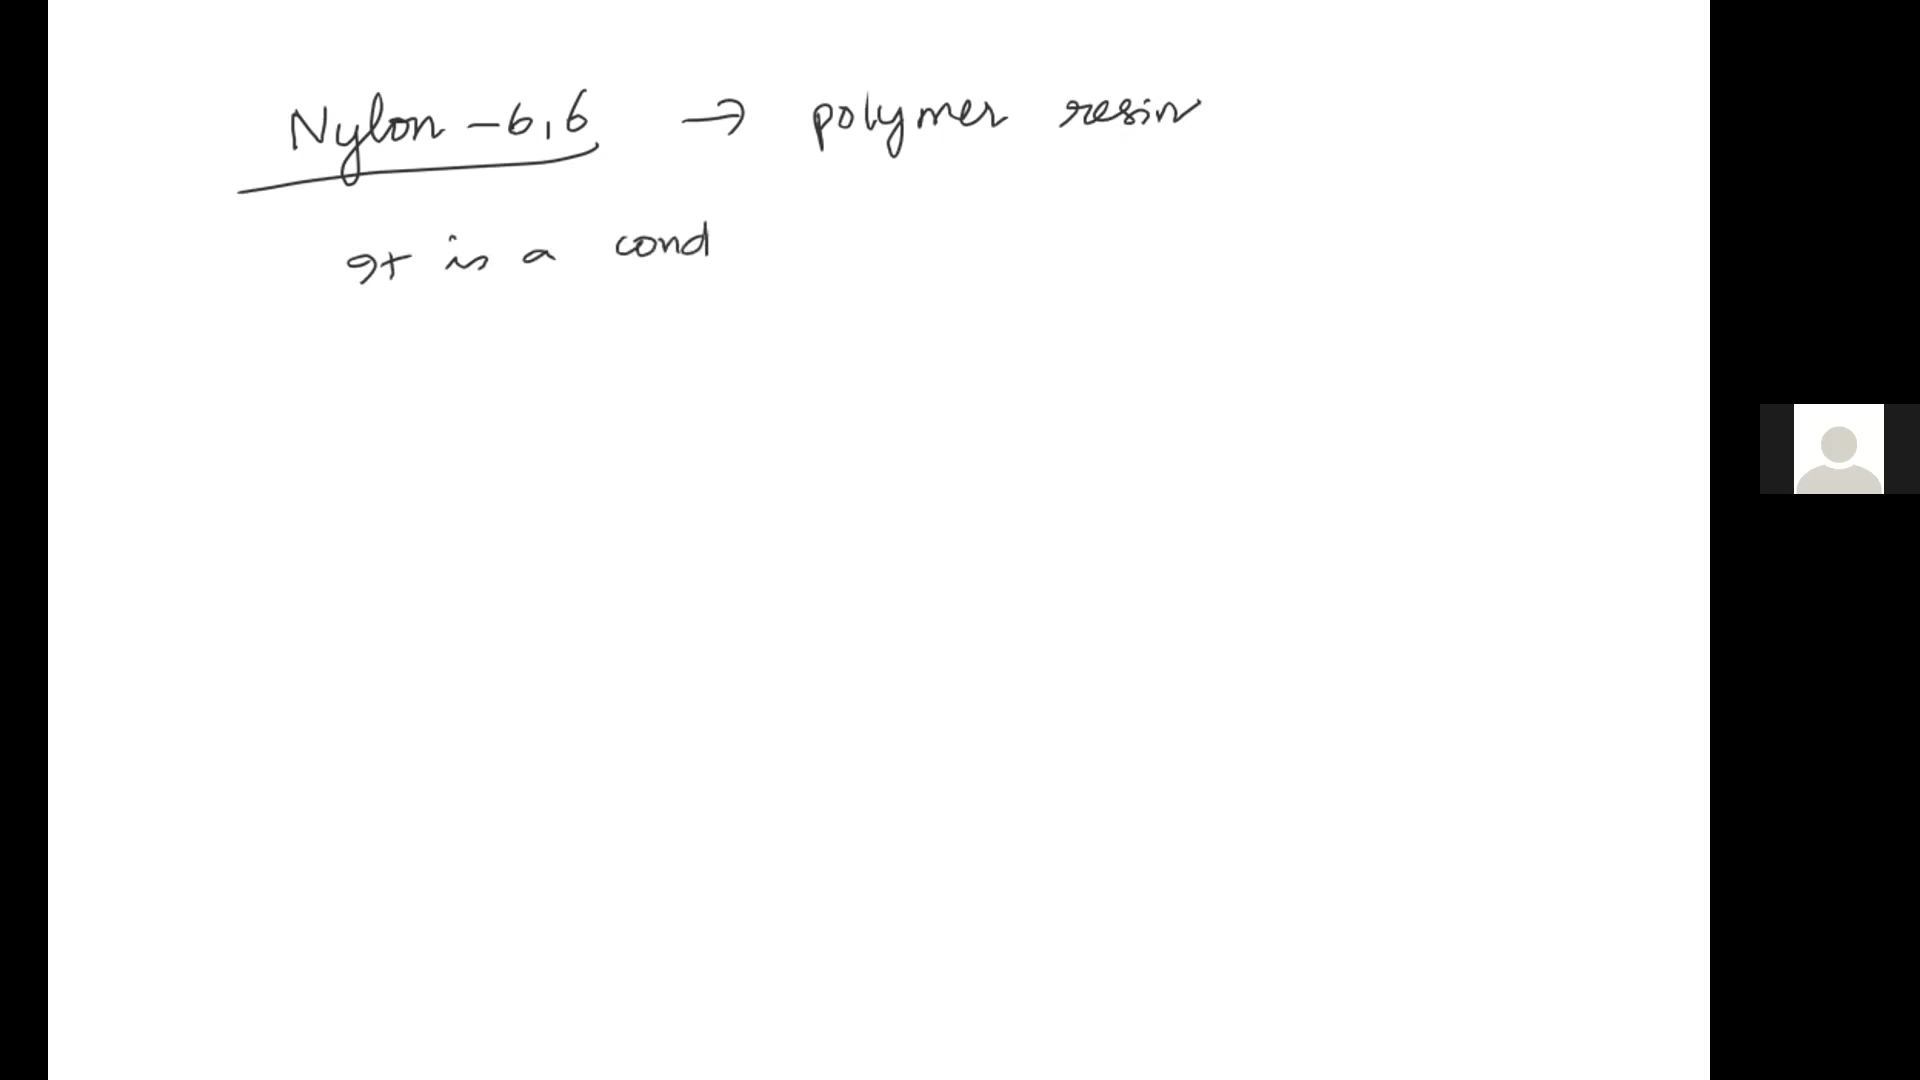 Nylon-6,6 → polymer resin
It is a cond